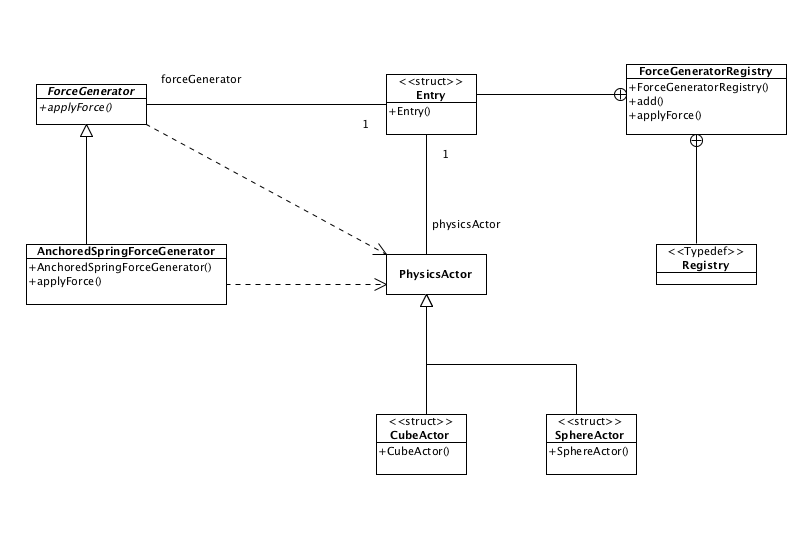 forceGenerator
ForceGenerator
+applyForce()
<<struct>>
Entry
+Entry()
ForceGeneratorRegistry
+ForceGeneratorRegistry()
+add()
+applyForce()
1
1
physicsActor
AnchoredSpringForceGenerator
+AnchoredSpringForceGenerator()
+applyForce()
PhysicsActor
<<Typedef>>
Registry
<<struct>>
CubeActor
+CubeActor()
<<struct>>
SphereActor
+SphereActor()